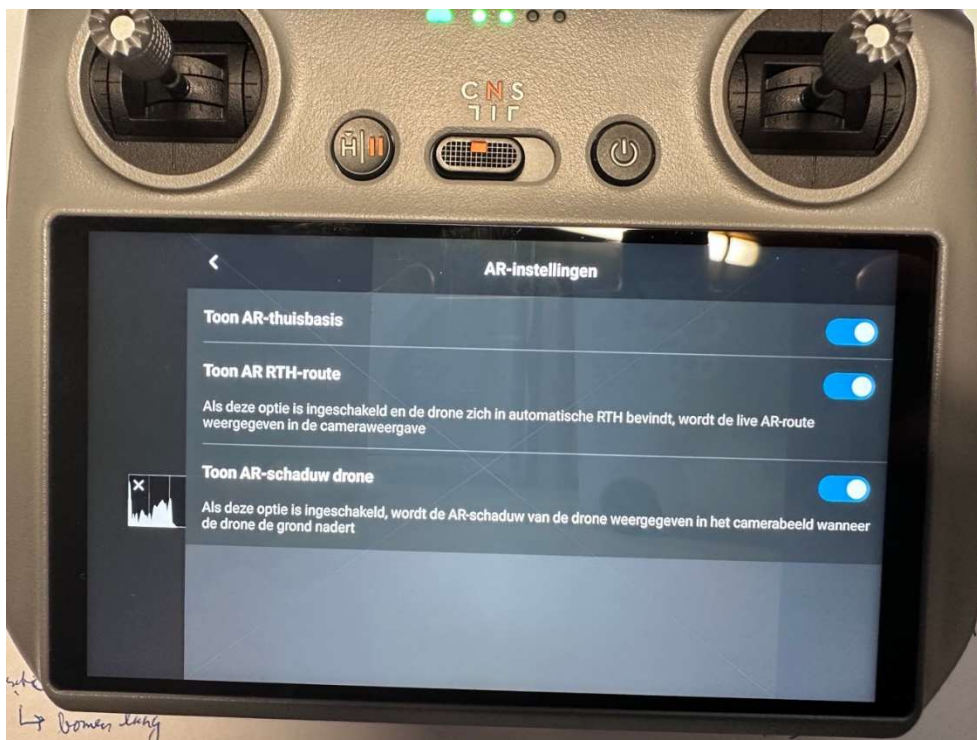 C N S
AR-instellingen
Toon AR-thuisbasis
Toon AR RTH-route
Als deze optie is ingeschakeld en de drone zich in automatische RTH bevindt, wordt de live AR-route
weergegeven in de cameraweergave
Toon AR-schaduw drone
Als deze optie is ingeschakeld, wordt de AR-schaduw van de drone weergegeven in het camerabeeld wanneer
de drone de grond nadert
bomen